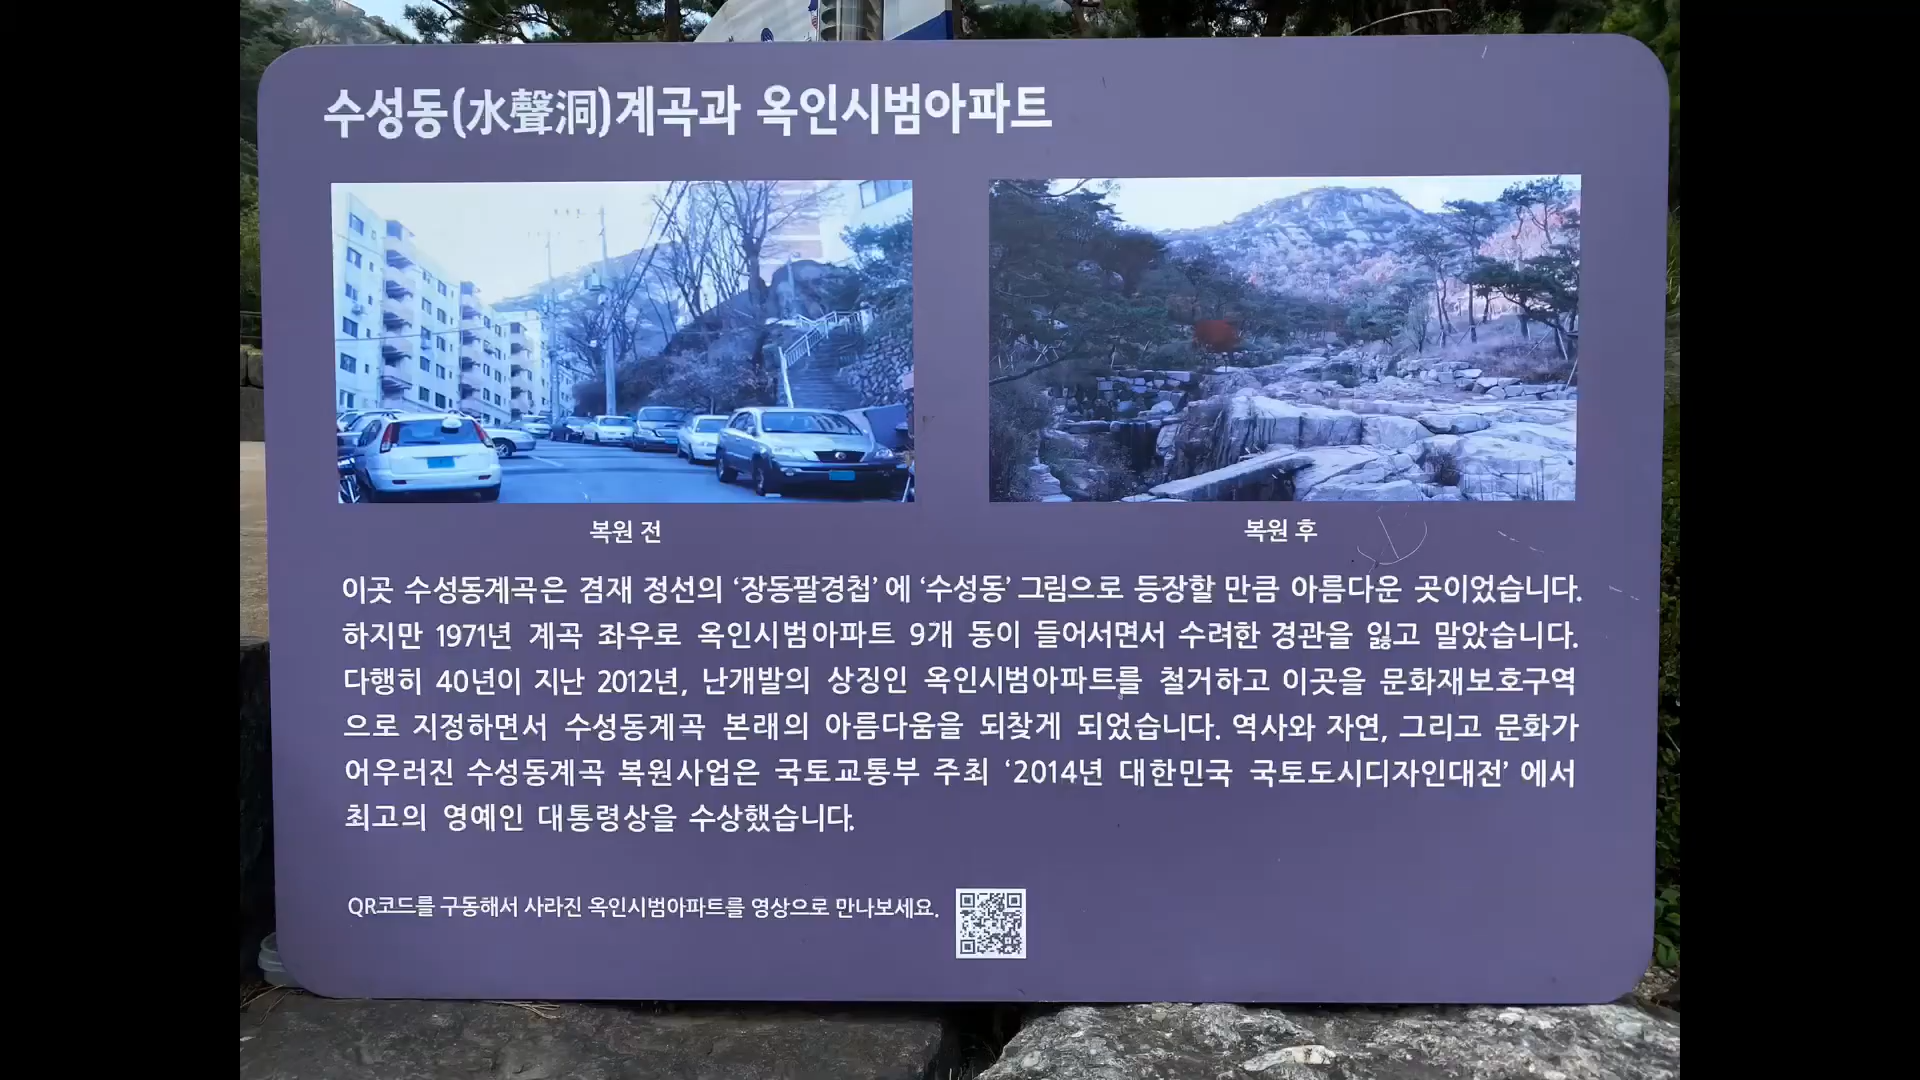 수성동(水聲洞)계곡과 옥인시범아파트
복원 전
복원 후
이곳 수성동계곡은 겸재 정선의 ‘장동팔경첩’에 ‘수성동’ 그림으로 등장할 만큼 아름다운 곳이었습니다.
하지만 1971년 계곡 좌우로 옥인시범아파트 9개 동이 들어서면서 수려한 경관을 잃고 말았습니다.
다행히 40년이 지난 2012년, 난개발의 상징인 옥인시범아파트를 철거하고 이곳을 문화재보호구역
으로 지정하면서 수성동계곡 본래의 아름다움을 되찾게 되었습니다. 역사와 자연, 그리고 문화가
어우러진 수성동계곡 복원사업은 국토교통부 주최 ‘2014년 대한민국 국토도시디자인대전’에서
최고의 영예인 대통령상을 수상했습니다.
QR코드를 구동해서 사라진 옥인시범아파트를 영상으로 만나보세요.